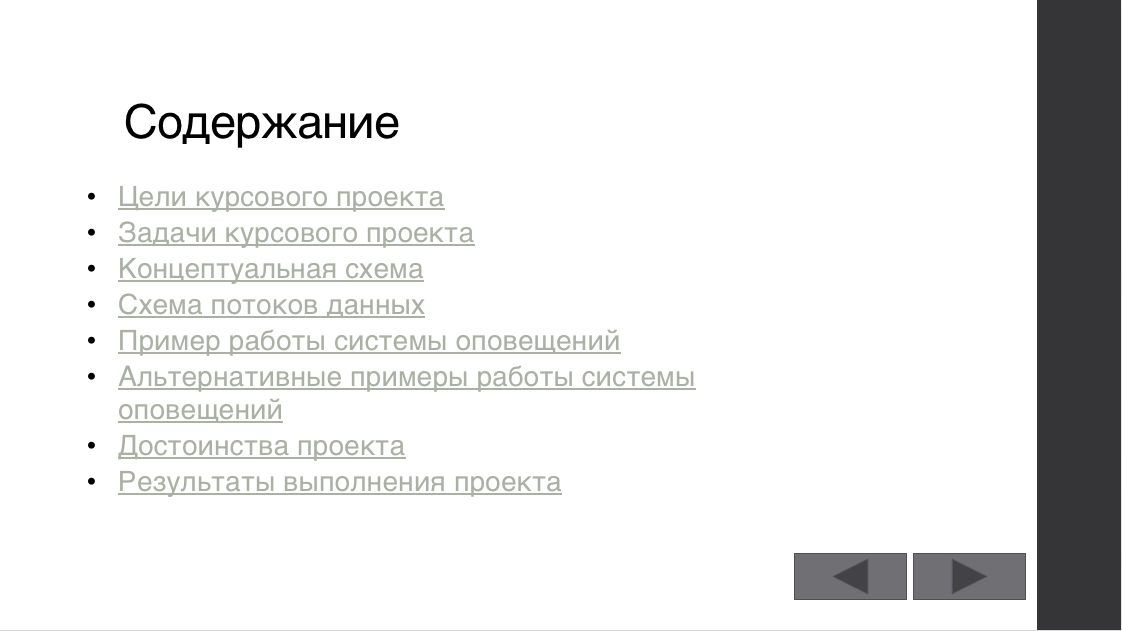 Содержание
• Цели курсового проекта
• Задачи курсового проекта
• Концептуальная схема
• Схема потоков данных
• Пример работы системы оповещений
• Альтернативные примеры работы системы
оповещений
• Достоинства проекта
• Результаты выполнения проекта